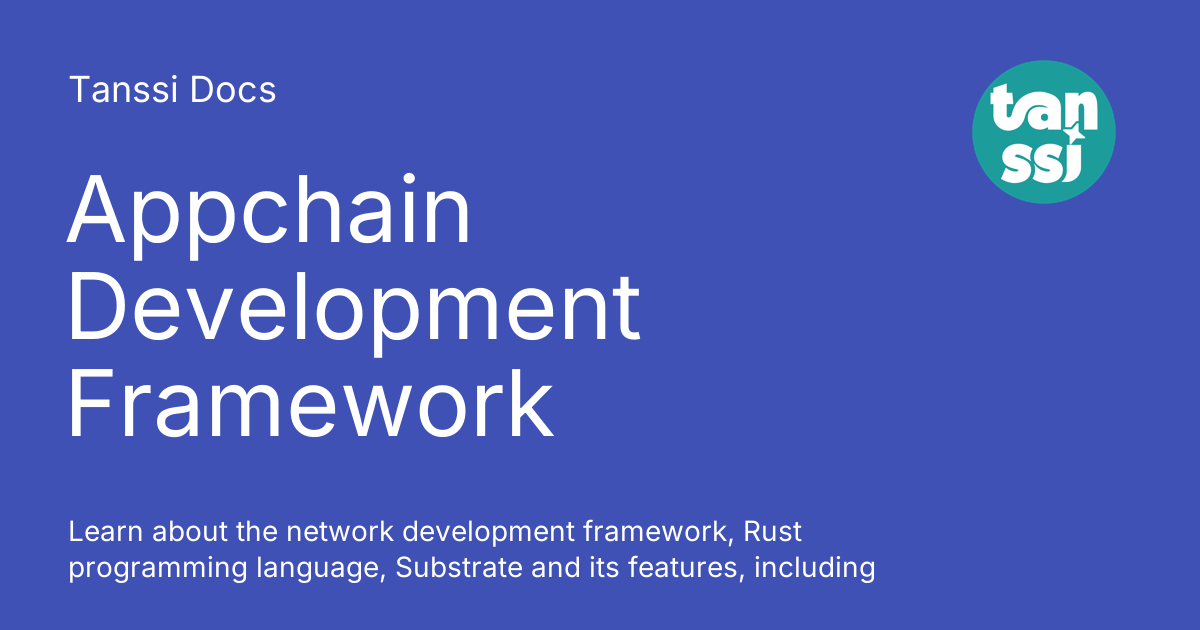 Tanssi Docs
tan
ssi
Appchain
Development
Framework
Learn about the network development framework, Rust
programming language, Substrate and its features, including